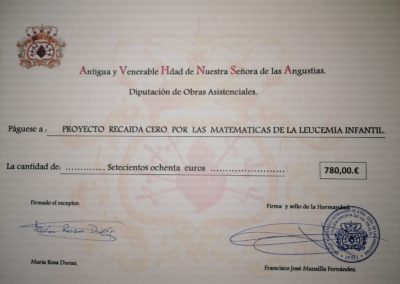 Antigua y Venerable Hdad de Nuestra Señora de las Angustias.
Diputación de Obras Asistenciales.
Páguese a : PROYECTO RECAIDA CERO POR LAS MATEMATICAS DE LA LEUCEMIA INFANTIL.
La cantidad de: ............. Setecientos ochenta euros ........................ 780,00.€
Firmado el receptor. Firma y sello de la Hermandad.
Maria Rosa Duran. Francisco José Mansilla Fernández.